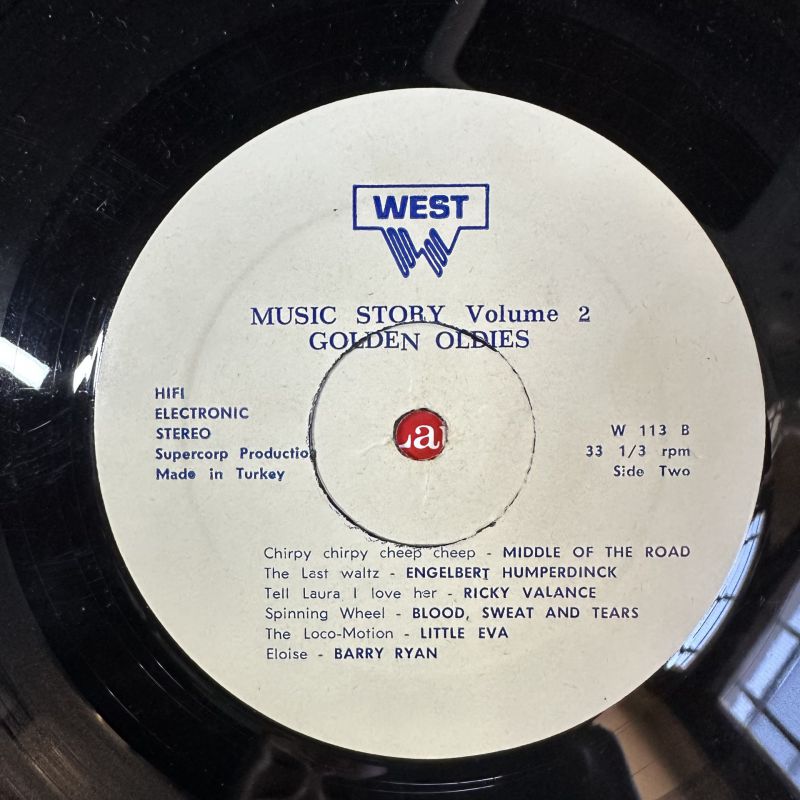 WEST
MUSIC STORY Volume 2
GOLDEN OLDIES
HIFI
ELECTRONIC
STEREO
Supercorp Production
Made in Turkey
W 113 B
33 1/3 rpm
Side Two
Chirpy chirpy cheep cheep - MIDDLE OF THE ROAD
The Last waltz - ENGELBERT HUMPERDINCK
Tell Laura I love her - RICKY VALANCE
Spinning Wheel - BLOOD, SWEAT AND TEARS
The Loco-Motion - LITTLE EVA
Eloise - BARRY RYAN